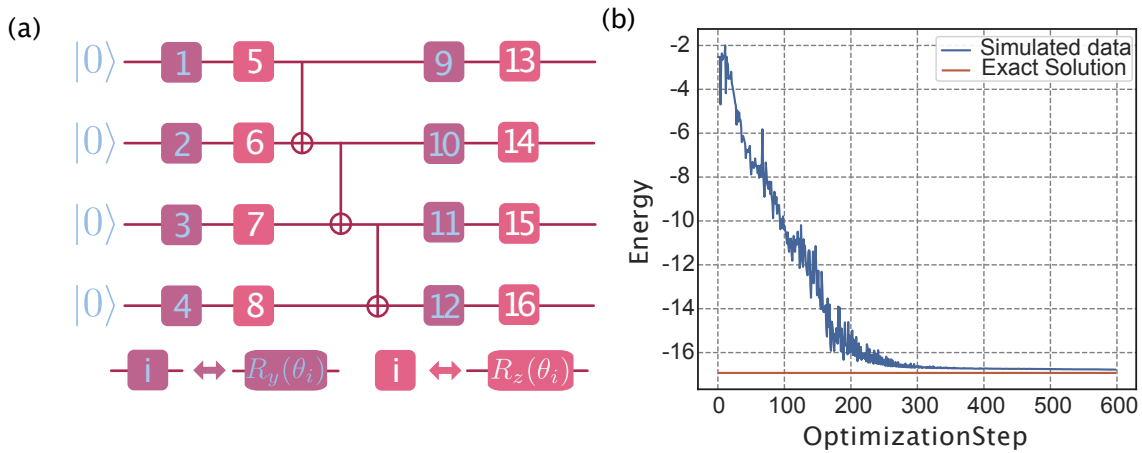 (a)
|0⟩ 1 5 9 13
|0⟩ 2 6 10 14
|0⟩ 3 7 11 15
|0⟩ 4 8 12 16
i ↔ R_y(θ_i) i ↔ R_z(θ_i)
(b)
Simulated data
Exact Solution
Energy
-2
-4
-6
-8
-10
-12
-14
-16
0 100 200 300 400 500 600
OptimizationStep